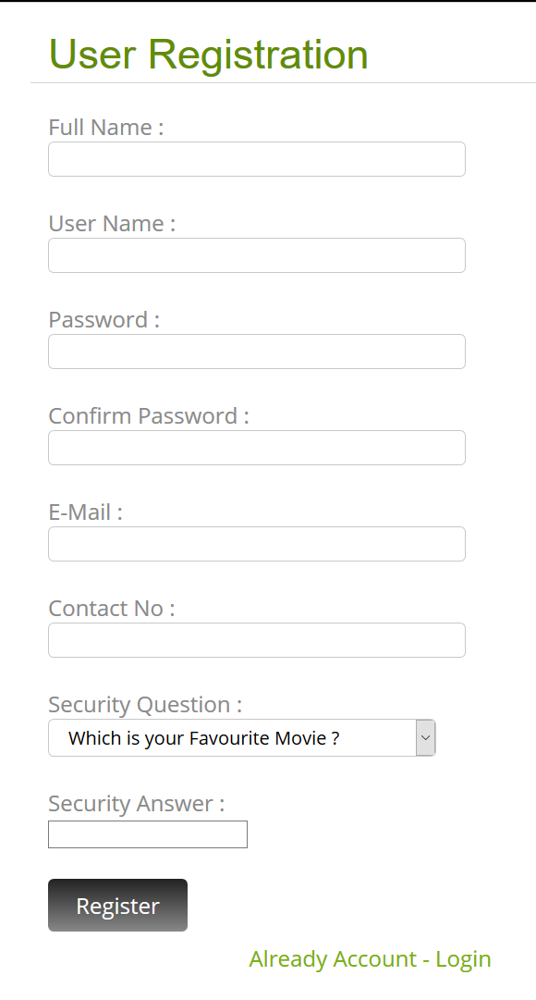 User Registration
Full Name :
User Name :
Password :
Confirm Password :
E-Mail :
Contact No :
Security Question :
Which is your Favourite Movie ?
Security Answer :
Register
Already Account - Login